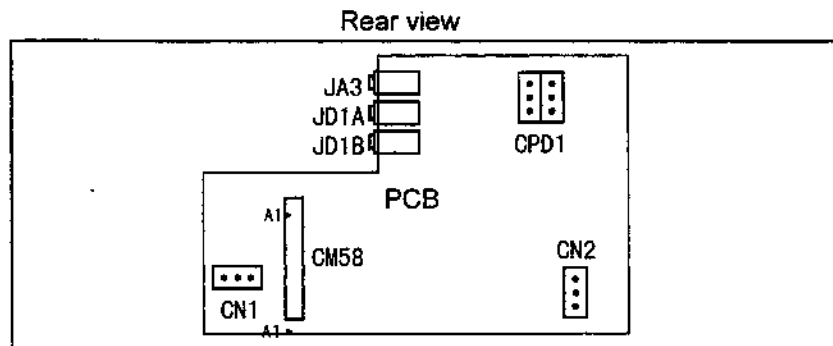 Rear view
JA3
JD1A
JD1B
CPD1
PCB
A1
CM58
CN2
CN1
A1